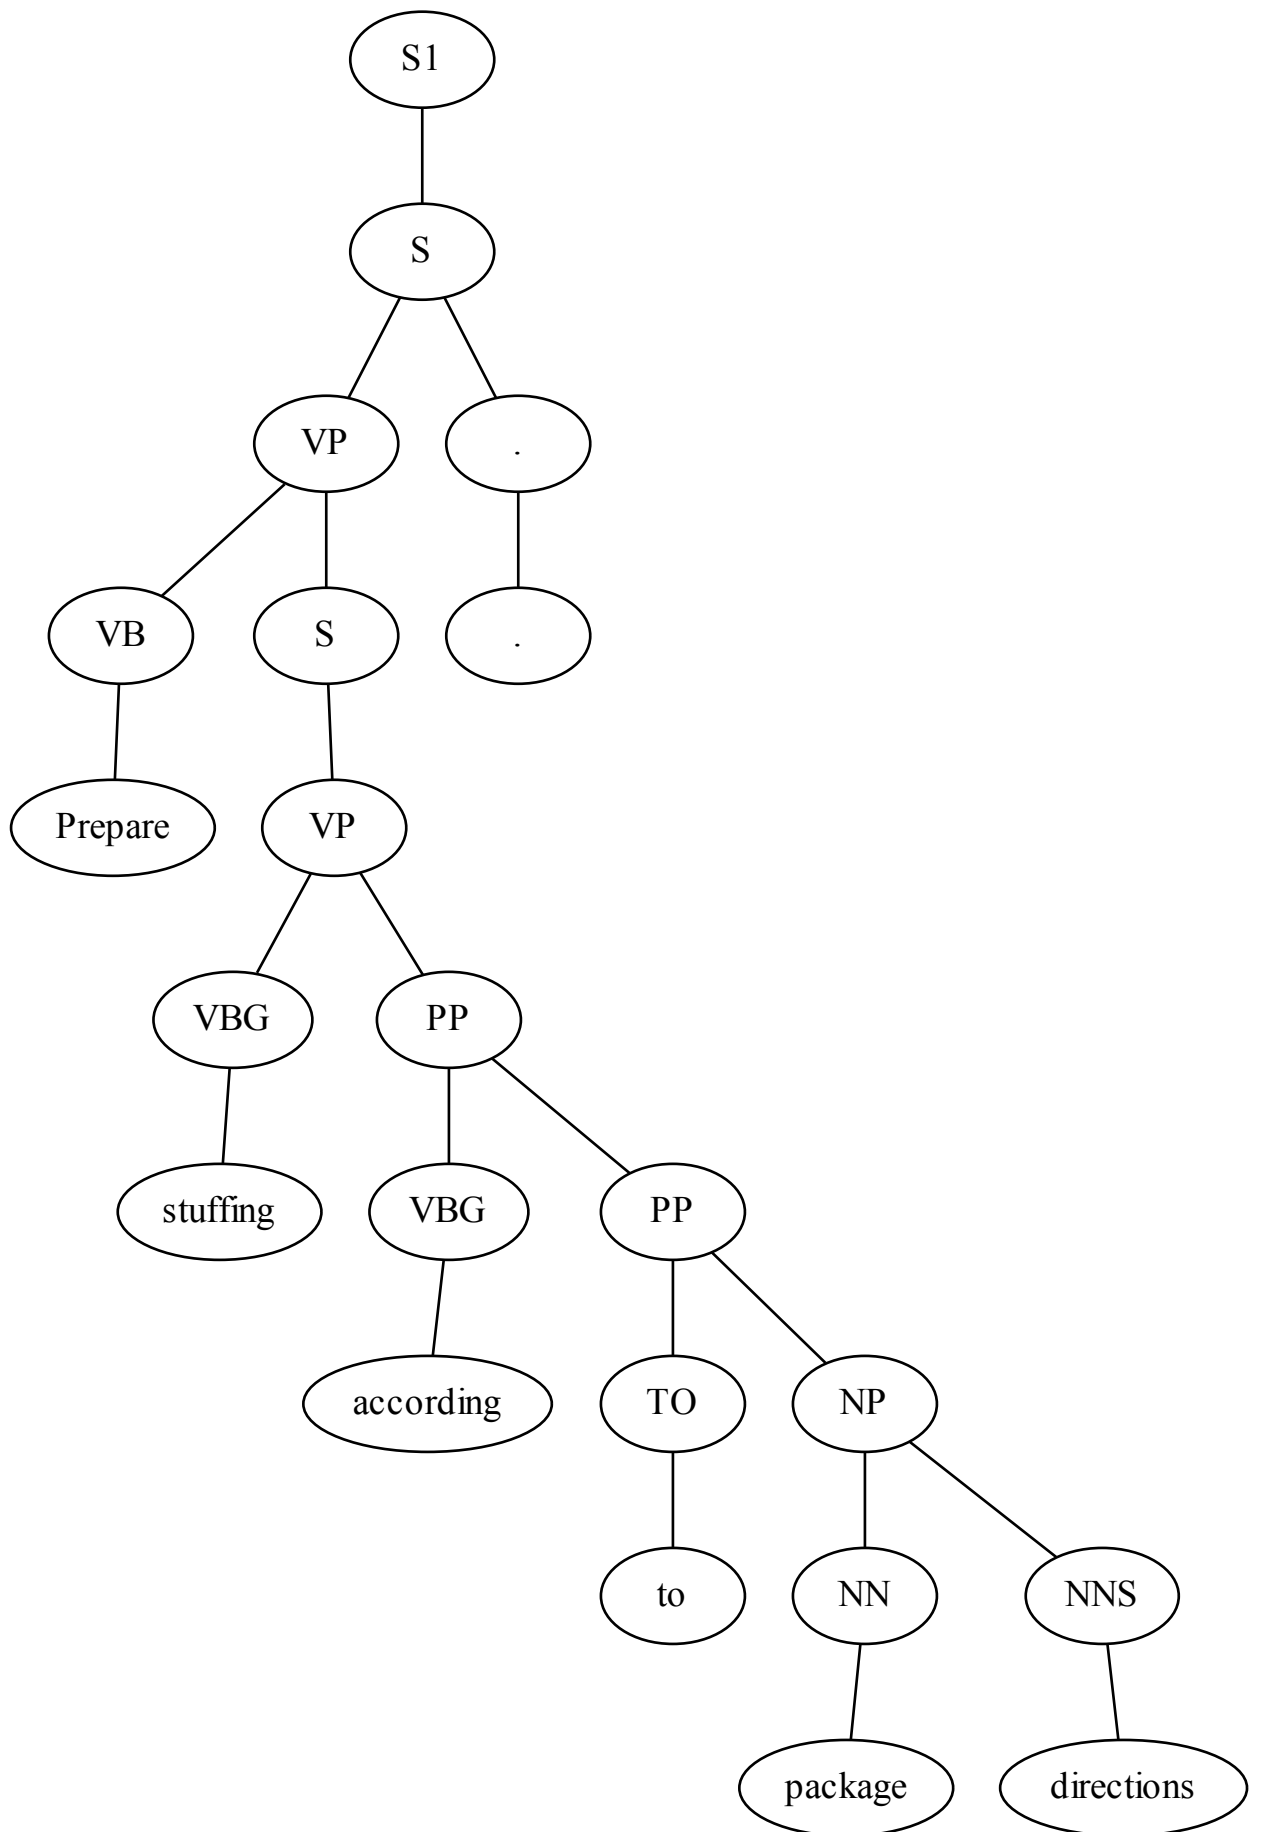 S1
S
VP .
VB S .
Prepare VP
VBG PP
stuffing VBG PP
according TO NP
to NN NNS
package directions